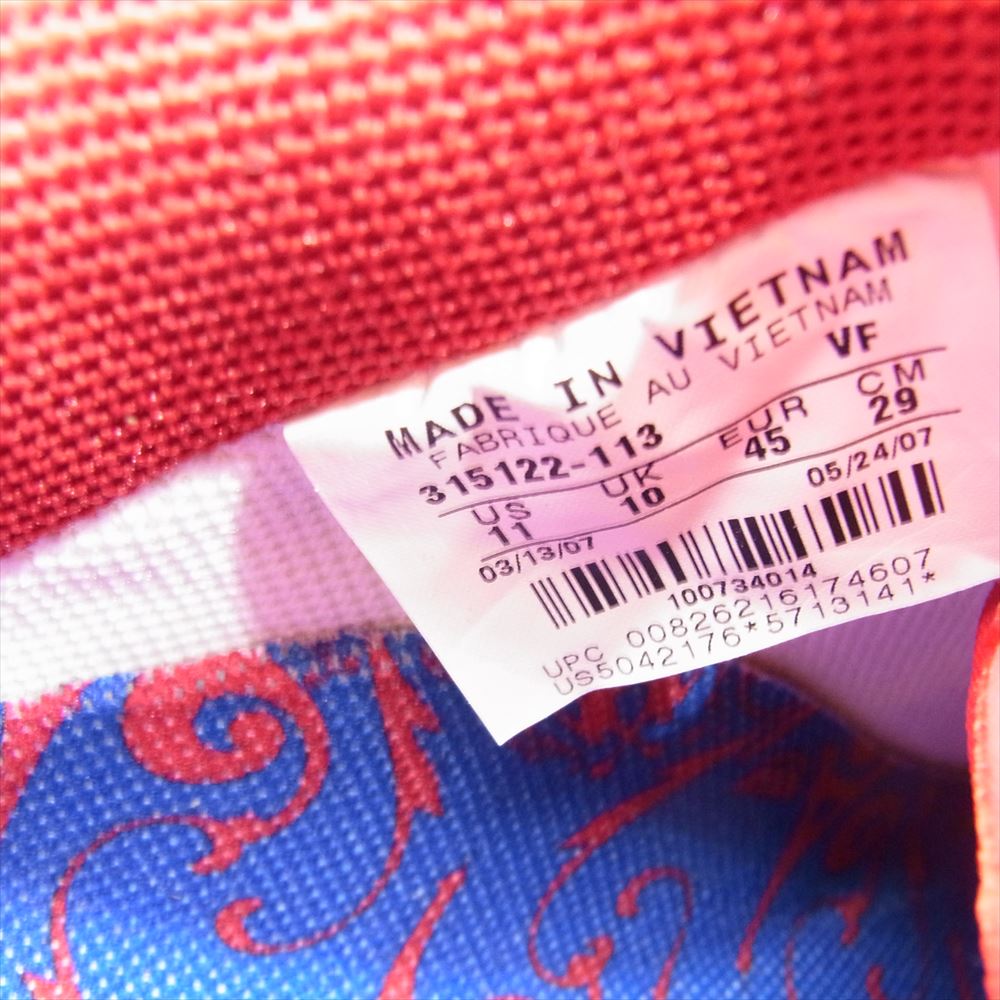 MADE IN VIETNAM
FABRIQUE AU VIETNAM
315122-113 VF
US UK EUR CM
11 10 45 29
03/13/07 05/24/07
100734014
UPC 00826216174607
US5042176*5713141*